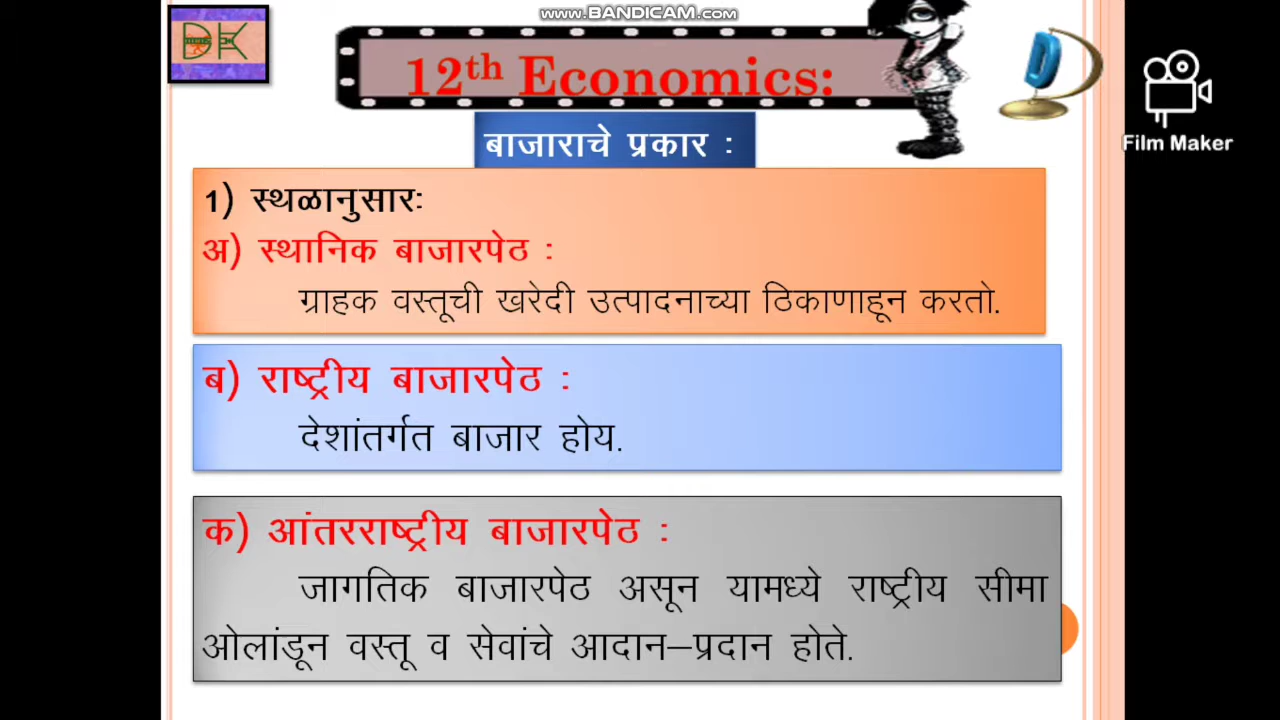 www.BANDICAM.com
DEK
12th Economics:
Film Maker
बाजाराचे प्रकार :
1) स्थळानुसारः
अ) स्थानिक बाजारपेठ :
ग्राहक वस्तूची खरेदी उत्पादनाच्या ठिकाणाहून करतो.
ब) राष्ट्रीय बाजारपेठ :
देशांतर्गत बाजार होय.
क) आंतरराष्ट्रीय बाजारपेठ :
जागतिक बाजारपेठ असून यामध्ये राष्ट्रीय सीमा
ओलांडून वस्तू व सेवांचे आदान–प्रदान होते.